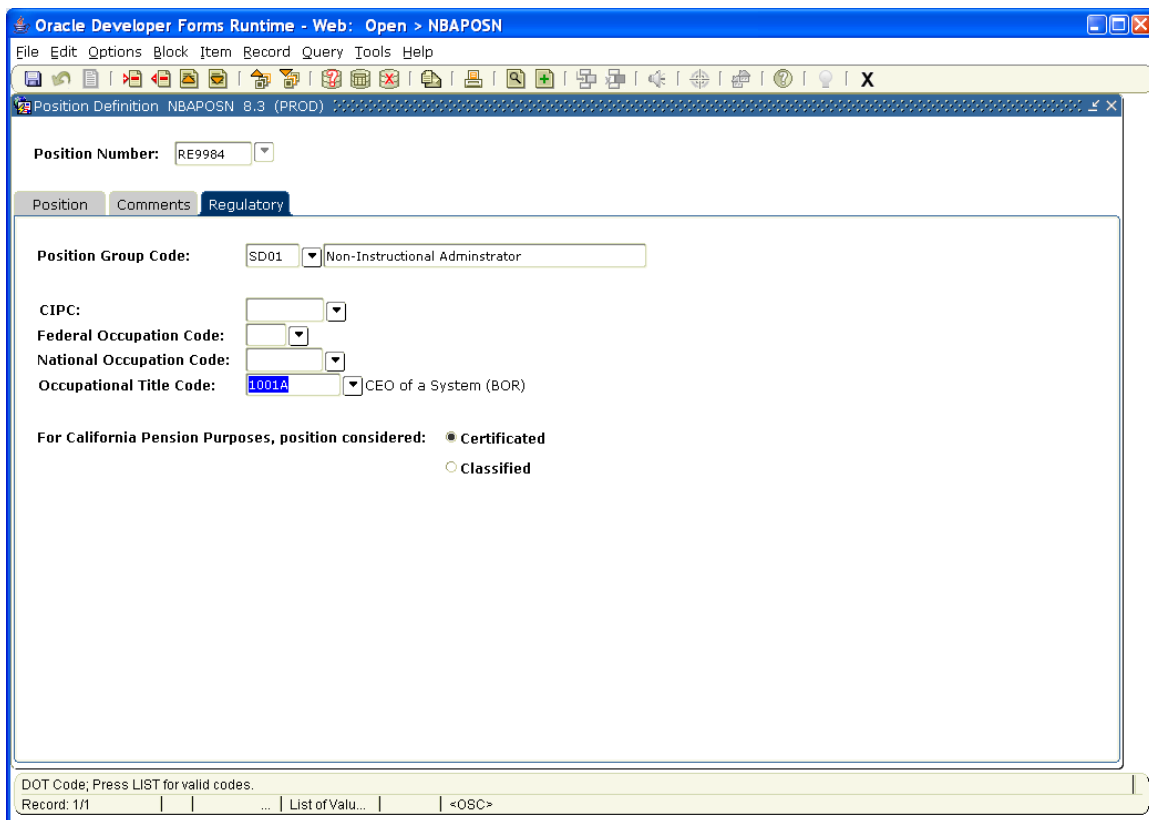 Oracle Developer Forms Runtime - Web: Open > NBAPOSN
File Edit Options Block Item Record Query Tools Help
X
Position Definition NBAPOSN 8.3 (PROD)
Position Number: RE9984
Position Comments Regulatory
Position Group Code: SD01 Non-Instructional Adminstrator
CIPC:
Federal Occupation Code:
National Occupation Code:
Occupational Title Code: 1001A CEO of a System (BOR)
For California Pension Purposes, position considered: Certificated
Classified
DOT Code; Press LIST for valid codes.
Record: 1/1 ... List of Valu... <OSC>